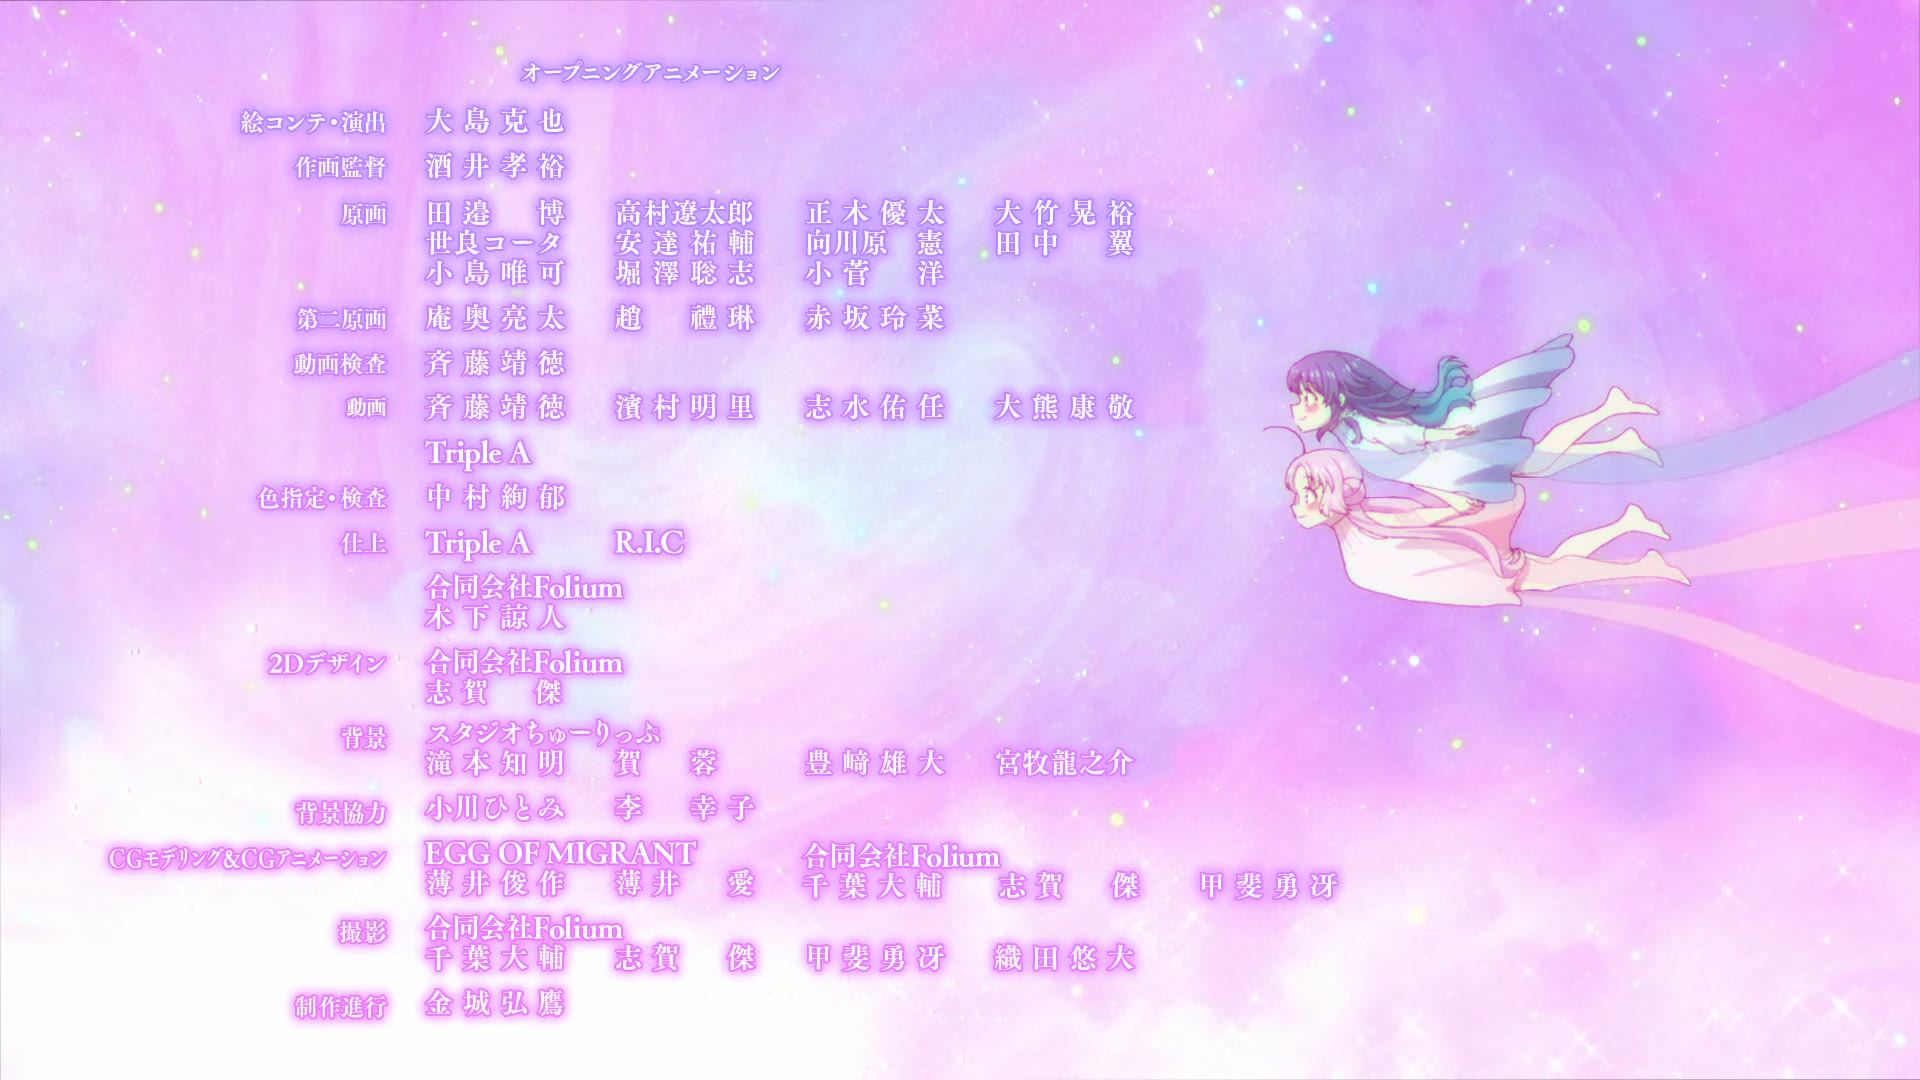 オープニングアニメーション
絵コンテ・演出 大島克也
作画監督 酒井孝裕
原画 田邉 博 高村遼太郎 正木優太 大竹晃裕
世良コータ 安達祐輔 向川原 憲 田中 翼
小島唯可 堀澤聡志 小菅 洋
第二原画 庵奥亮太 趙 禮琳 赤坂玲菜
動画検査 斉藤靖徳
動画 斉藤靖徳 濱村明里 志水佑任 大熊康敬
Triple A
色指定・検査 中村絢郁
仕上 Triple A R.I.C
合同会社Folium
木下諒人
2Dデザイン 合同会社Folium
志賀 傑
背景 スタジオちゅーりっぷ
滝本知明 賀 蓉 豊﨑雄大 宮牧龍之介
背景協力 小川ひとみ 李 幸子
CGモデリング&CGアニメーション EGG OF MIGRANT 合同会社Folium
薄井俊作 薄井 愛 千葉大輔 志賀 傑 甲斐勇冴
撮影 合同会社Folium
千葉大輔 志賀 傑 甲斐勇冴 織田悠大
制作進行 金城弘鷹